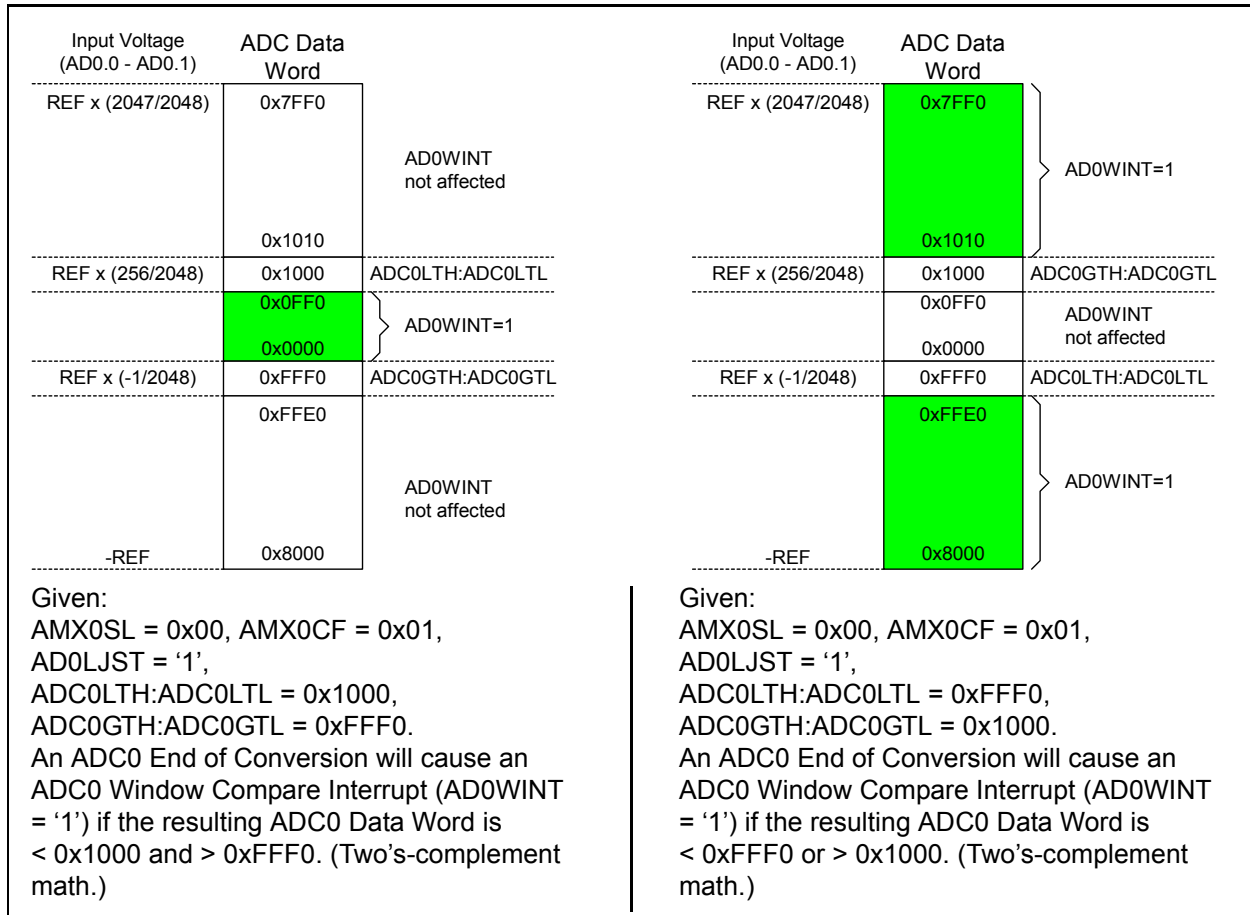 Input Voltage
(AD0.0 - AD0.1)
ADC Data
Word
REF x (2047/2048)
0x7FF0
AD0WINT
not affected
0x1010
REF x (256/2048)
0x1000
ADC0LTH:ADC0LTL
0x0FF0
AD0WINT=1
0x0000
REF x (-1/2048)
0xFFF0
ADC0GTH:ADC0GTL
0xFFE0
AD0WINT
not affected
-REF
0x8000
Given:
AMX0SL = 0x00, AMX0CF = 0x01,
AD0LJST = ‘1’,
ADC0LTH:ADC0LTL = 0x1000,
ADC0GTH:ADC0GTL = 0xFFF0.
An ADC0 End of Conversion will cause an
ADC0 Window Compare Interrupt (AD0WINT
= ‘1’) if the resulting ADC0 Data Word is
< 0x1000 and > 0xFFF0. (Two’s-complement
math.)
Input Voltage
(AD0.0 - AD0.1)
ADC Data
Word
REF x (2047/2048)
0x7FF0
AD0WINT=1
0x1010
REF x (256/2048)
0x1000
ADC0GTH:ADC0GTL
0x0FF0
AD0WINT
not affected
0x0000
REF x (-1/2048)
0xFFF0
ADC0LTH:ADC0LTL
0xFFE0
AD0WINT=1
-REF
0x8000
Given:
AMX0SL = 0x00, AMX0CF = 0x01,
AD0LJST = ‘1’,
ADC0LTH:ADC0LTL = 0xFFF0,
ADC0GTH:ADC0GTL = 0x1000.
An ADC0 End of Conversion will cause an
ADC0 Window Compare Interrupt (AD0WINT
= ‘1’) if the resulting ADC0 Data Word is
< 0xFFF0 or > 0x1000. (Two’s-complement
math.)